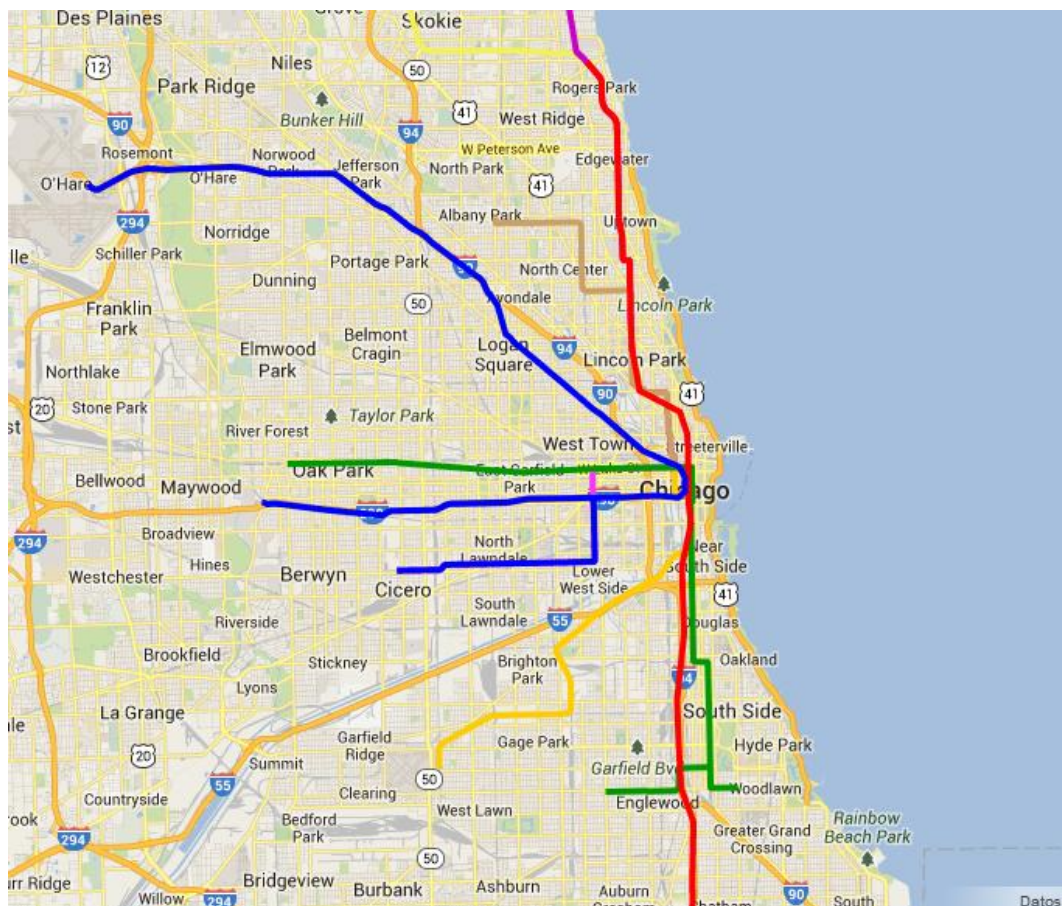 Des Plaines
Skokie
12
Niles
50
Rogers Park
Park Ridge
Bunker Hill
41
West Ridge
90
94
W Peterson Ave
Rosemont
Norwood
Jefferson
Park
Edgewater
North Park
O'Hare
O'Hare
41
Albany Park
Uptown
294
Norridge
Schiller Park
Portage Park
North Center
Dunning
50
Lincoln Park
Franklin
Park
Belmont
Cragin
Logan
Square
94
Elmwood
Park
Lincoln Park
Northlake
90
41
20
Stone Park
Taylor Park
River Forest
West Town
Oak Park
East Garfield
Park
Bellwood
Maywood
Chicago
294
Broadview
North
Lawndale
Near
South Side
Hines
Westchester
Berwyn
Cicero
Lower
West Side
41
South
Lawndale
55
Douglas
Riverside
Brookfield
Stickney
Brighton
Park
Oakland
Lyons
La Grange
South Side
20
Garfield
Ridge
Gage Park
Hyde Park
Summit
Garfield Bvd
55
50
Clearing
Woodlawn
Countryside
West Lawn
Englewood
Bedford
Park
Rainbow
Beach Park
Greater Grand
Crossing
294
50
Bridgeview
Burbank
Ashburn
Auburn
90
Willow
294
South
Datos